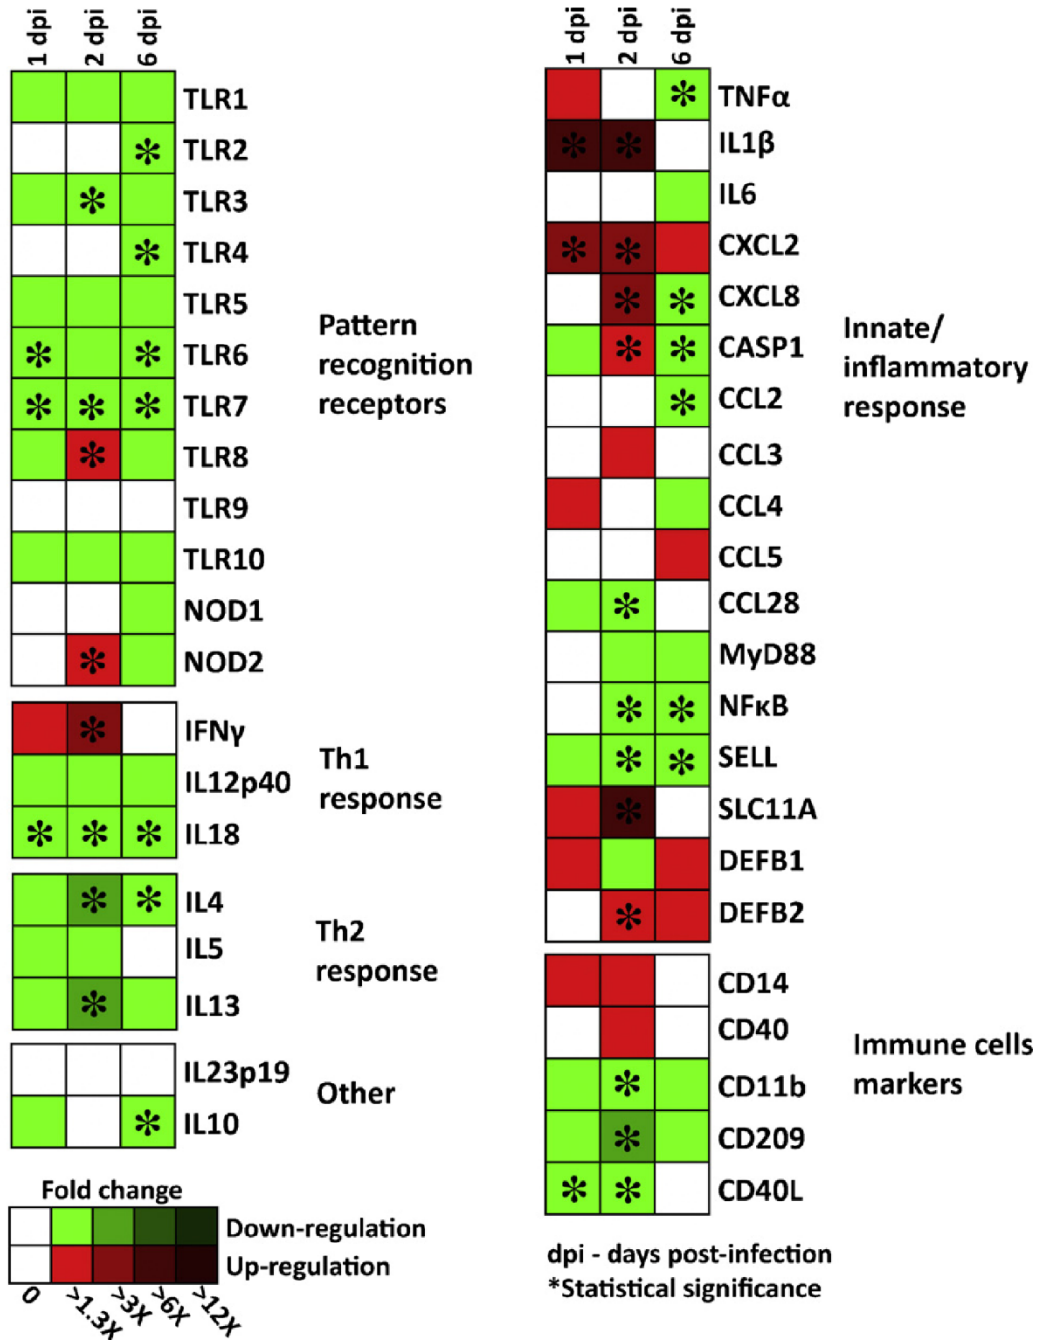 1 dpi
2 dpi
6 dpi
TLR1
TLR2
*
TLR3
*
TLR4
*
TLR5
TLR6
* *
TLR7
* * *
TLR8
*
TLR9
TLR10
NOD1
NOD2
*
Pattern
recognition
receptors
IFNγ
*
IL12p40
IL18
* * *
Th1
response
IL4
* *
IL5
IL13
*
Th2
response
IL23p19
IL10
*
Other
Fold change
Down-regulation
Up-regulation
0
>1.3X
>3X
>6X
>12X
1 dpi
2 dpi
6 dpi
TNFα
*
IL1β
* *
IL6
CXCL2
* *
CXCL8
* *
CASP1
* *
CCL2
*
CCL3
CCL4
CCL5
CCL28
*
MyD88
NFκB
* *
SELL
* *
SLC11A
*
DEFB1
DEFB2
*
Innate/
inflammatory
response
CD14
CD40
CD11b
*
CD209
*
CD40L
* *
Immune cells
markers
dpi - days post-infection
*Statistical significance